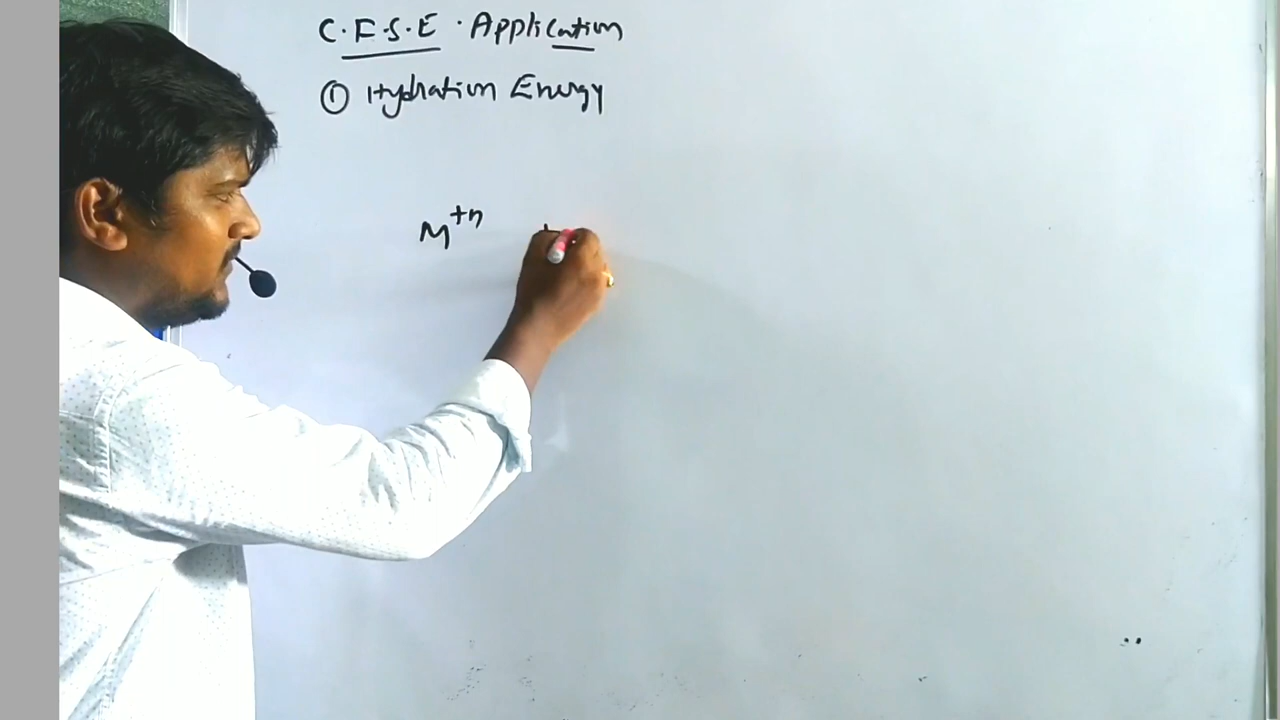 C.F.S.E. Application
① Hydration Energy
M⁺ⁿ